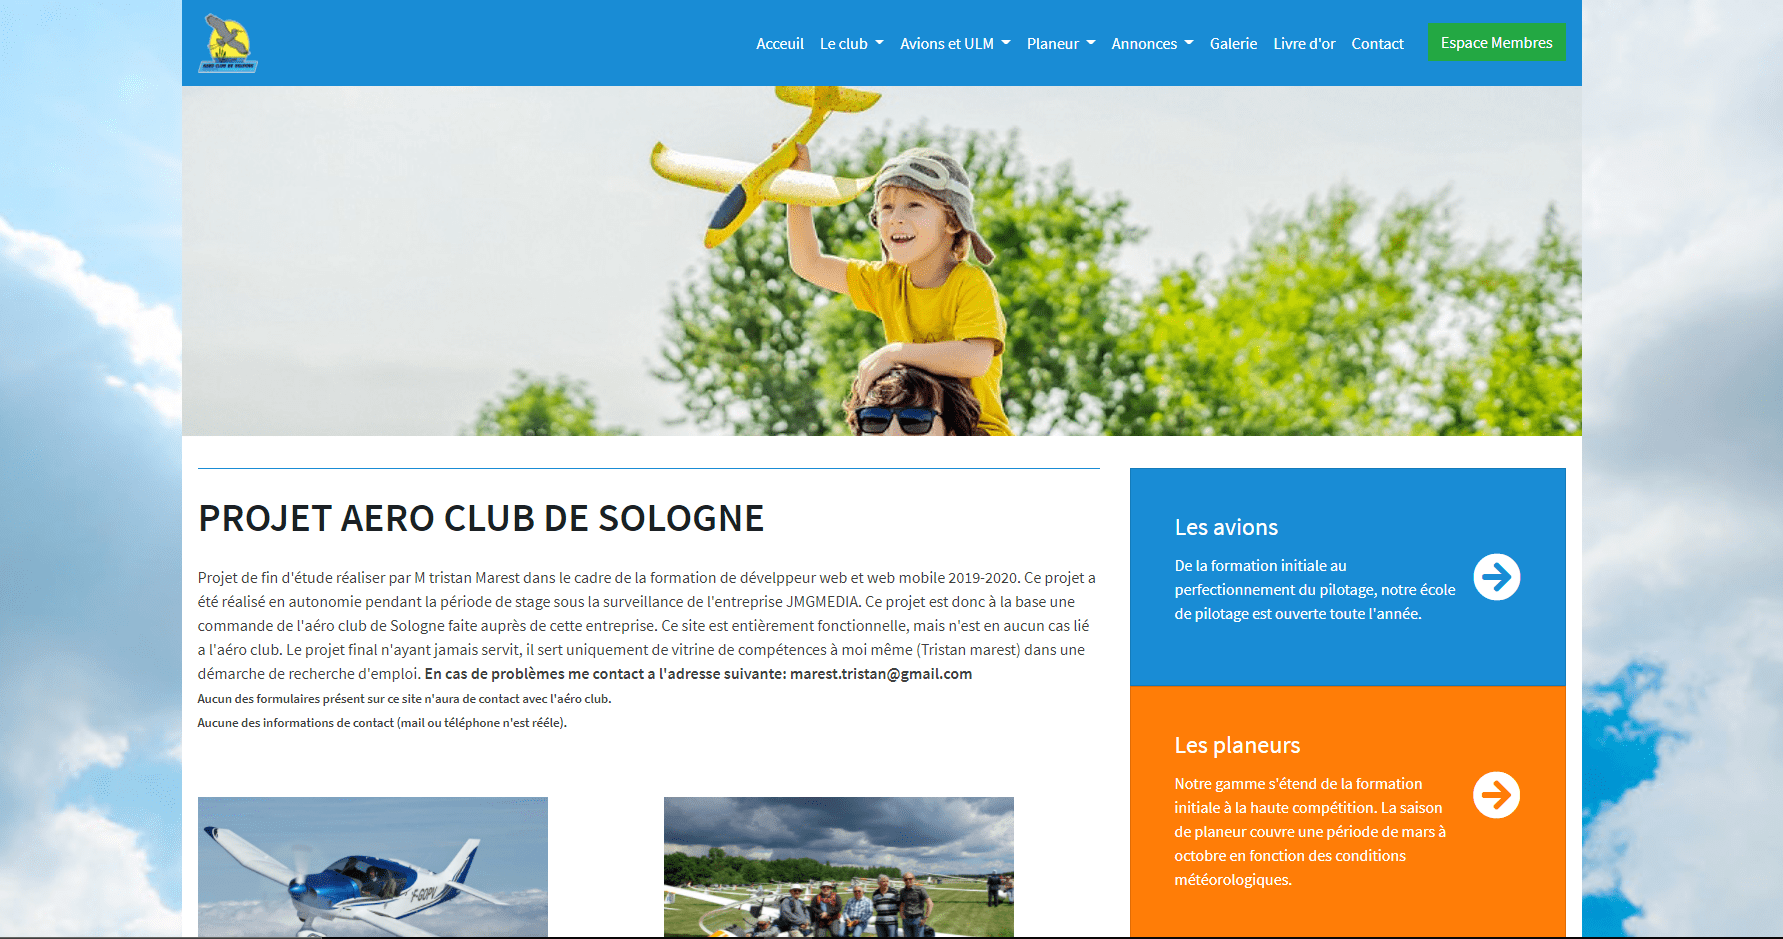 AERO CLUB DE SOLOGNE
Acceuil Le club Avions et ULM Planeur Annonces Galerie Livre d'or Contact Espace Membres
PROJET AERO CLUB DE SOLOGNE
Projet de fin d'étude réaliser par M tristan Marest dans le cadre de la formation de dévelppeur web et web mobile 2019-2020. Ce projet a
été réalisé en autonomie pendant la période de stage sous la surveillance de l'entreprise JMGMEDIA. Ce projet est donc à la base une
commande de l'aéro club de Sologne faite auprès de cette entreprise. Ce site est entièrement fonctionnelle, mais n'est en aucun cas lié
a l'aéro club. Le projet final n'ayant jamais servit, il sert uniquement de vitrine de compétences à moi même (Tristan marest) dans une
démarche de recherche d'emploi. En cas de problèmes me contact a l'adresse suivante: marest.tristan@gmail.com
Aucun des formulaires présent sur ce site n'aura de contact avec l'aéro club.
Aucune des informations de contact (mail ou téléphone n'est réele).
Les avions
De la formation initiale au
perfectionnement du pilotage, notre école
de pilotage est ouverte toute l'année.
Les planeurs
Notre gamme s'étend de la formation
initiale à la haute compétition. La saison
de planeur couvre une période de mars à
octobre en fonction des conditions
météorologiques.
F-GOPV